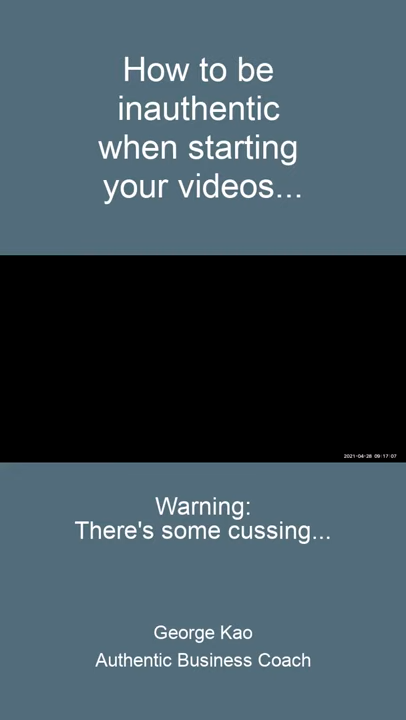 How to be
inauthentic
when starting
your videos...
2021-04-28 09:17:07
Warning:
There's some cussing...
George Kao
Authentic Business Coach